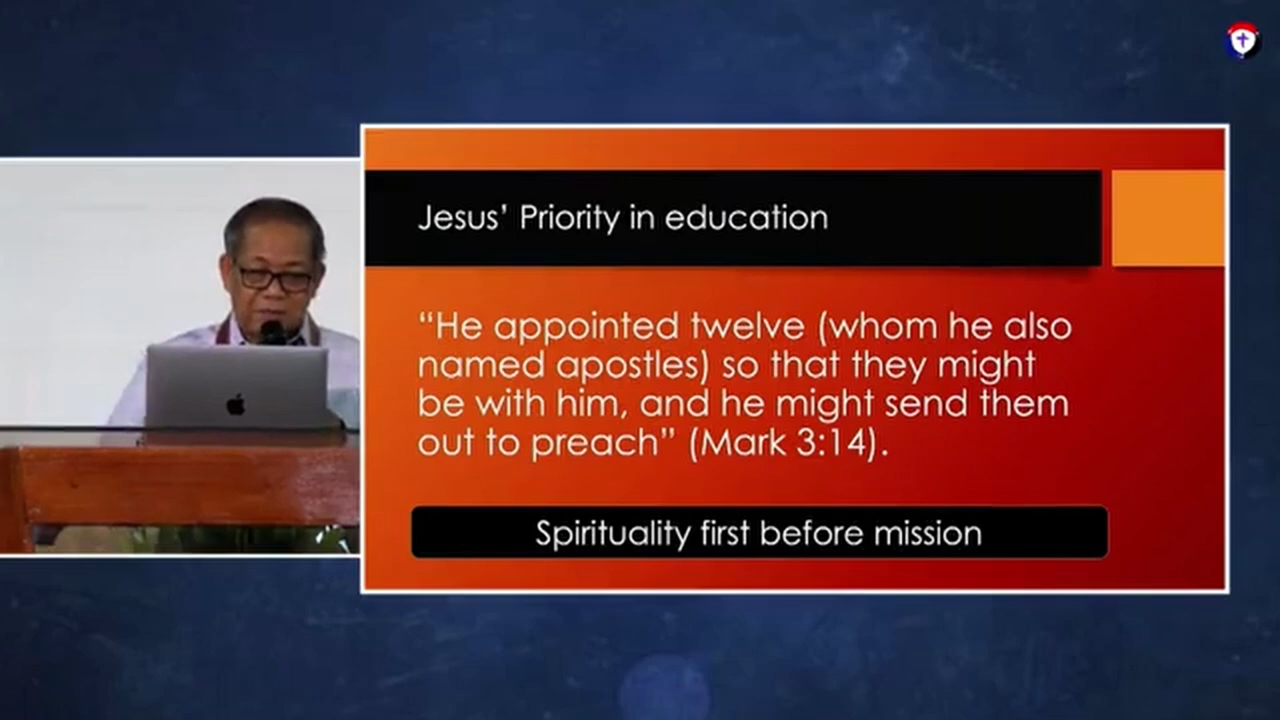 Jesus’ Priority in education
“He appointed twelve (whom he also
named apostles) so that they might
be with him, and he might send them
out to preach” (Mark 3:14).
Spirituality first before mission